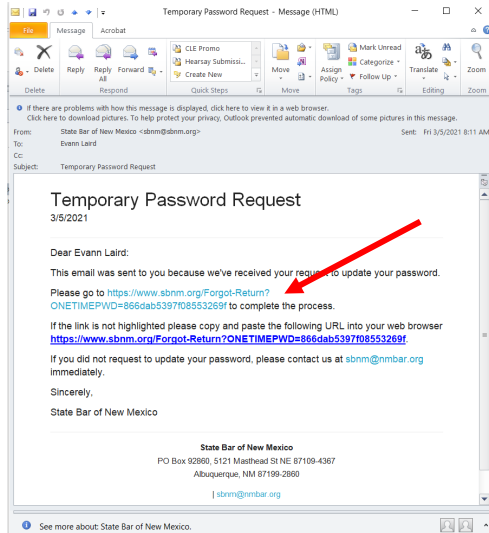 Temporary Password Request - Message (HTML)
File Message Acrobat
Delete
Reply
Reply All
Forward
CLE Promo
Hearsay Submissi...
Create New
Move
Assign Policy
Mark Unread
Categorize
Follow Up
Translate
Zoom
Delete Respond Quick Steps Move Tags Editing Zoom
If there are problems with how this message is displayed, click here to view it in a web browser.
Click here to download pictures. To help protect your privacy, Outlook prevented automatic download of some pictures in this message.
From: State Bar of New Mexico <sbnm@sbnm.org> Sent: Fri 3/5/2021 8:11 AM
To: Evann Laird
Cc:
Subject: Temporary Password Request
Temporary Password Request
3/5/2021
Dear Evann Laird:
This email was sent to you because we've received your request to update your password.
Please go to https://www.sbnm.org/Forgot-Return?
ONETIMEPWD=866dab5397f08553269f to complete the process.
If the link is not highlighted please copy and paste the following URL into your web browser
https://www.sbnm.org/Forgot-Return?ONETIMEPWD=866dab5397f08553269f.
If you did not request to update your password, please contact us at sbnm@nmbar.org
immediately.
Sincerely,
State Bar of New Mexico
State Bar of New Mexico
PO Box 92860, 5121 Masthead St NE 87109-4367
Albuquerque, NM 87199-2860
| sbnm@nmbar.org
See more about: State Bar of New Mexico.